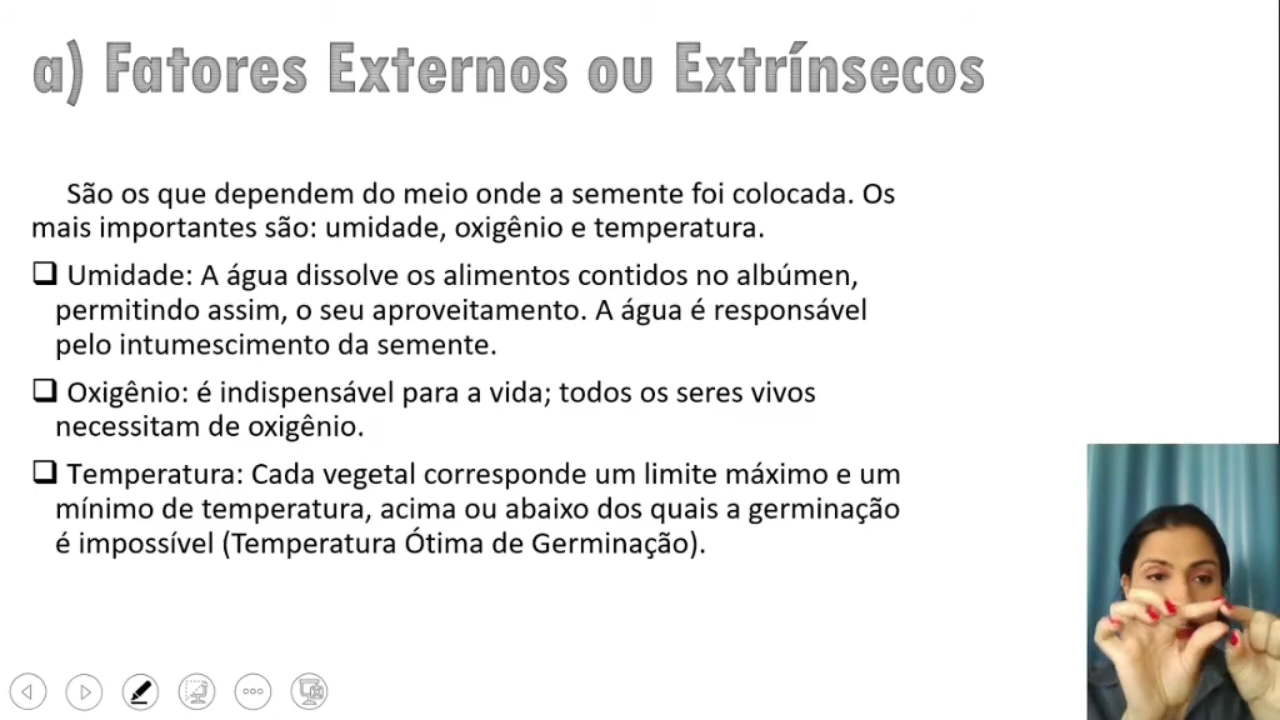 a) Fatores Externos ou Extrínsecos
São os que dependem do meio onde a semente foi colocada. Os
mais importantes são: umidade, oxigênio e temperatura.
Umidade: A água dissolve os alimentos contidos no albúmen,
permitindo assim, o seu aproveitamento. A água é responsável
pelo intumescimento da semente.
Oxigênio: é indispensável para a vida; todos os seres vivos
necessitam de oxigênio.
Temperatura: Cada vegetal corresponde um limite máximo e um
mínimo de temperatura, acima ou abaixo dos quais a germinação
é impossível (Temperatura Ótima de Germinação).